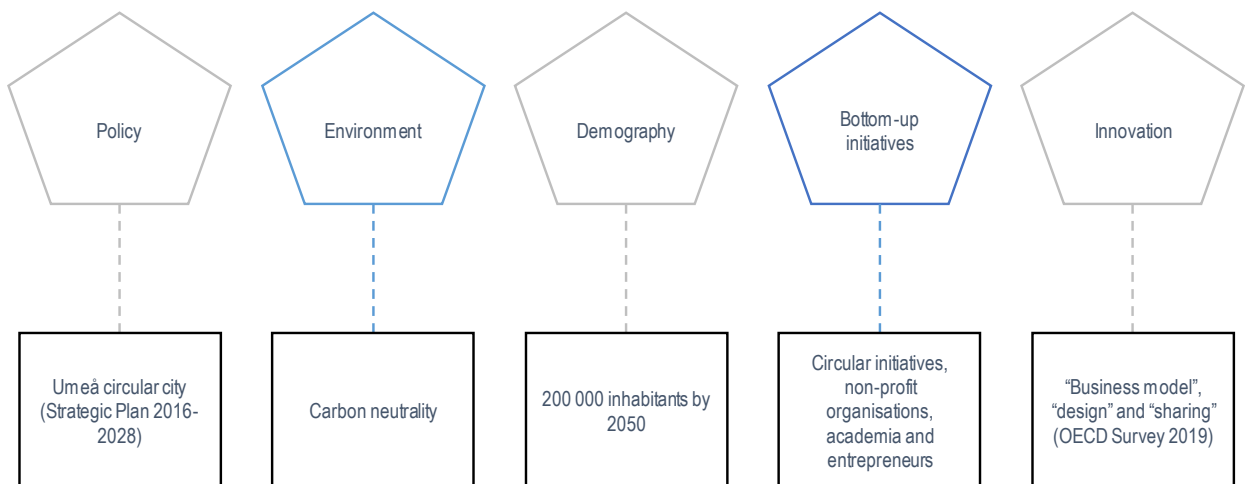 Policy
Environment
Demography
Bottom-up
initiatives
Innovation
Umeå circular city
(Strategic Plan 2016-
2028)
Carbon neutrality
200 000 inhabitants by
2050
Circular initiatives,
non-profit
organisations,
academia and
entrepreneurs
“Business model”,
“design” and “sharing”
(OECD Survey 2019)